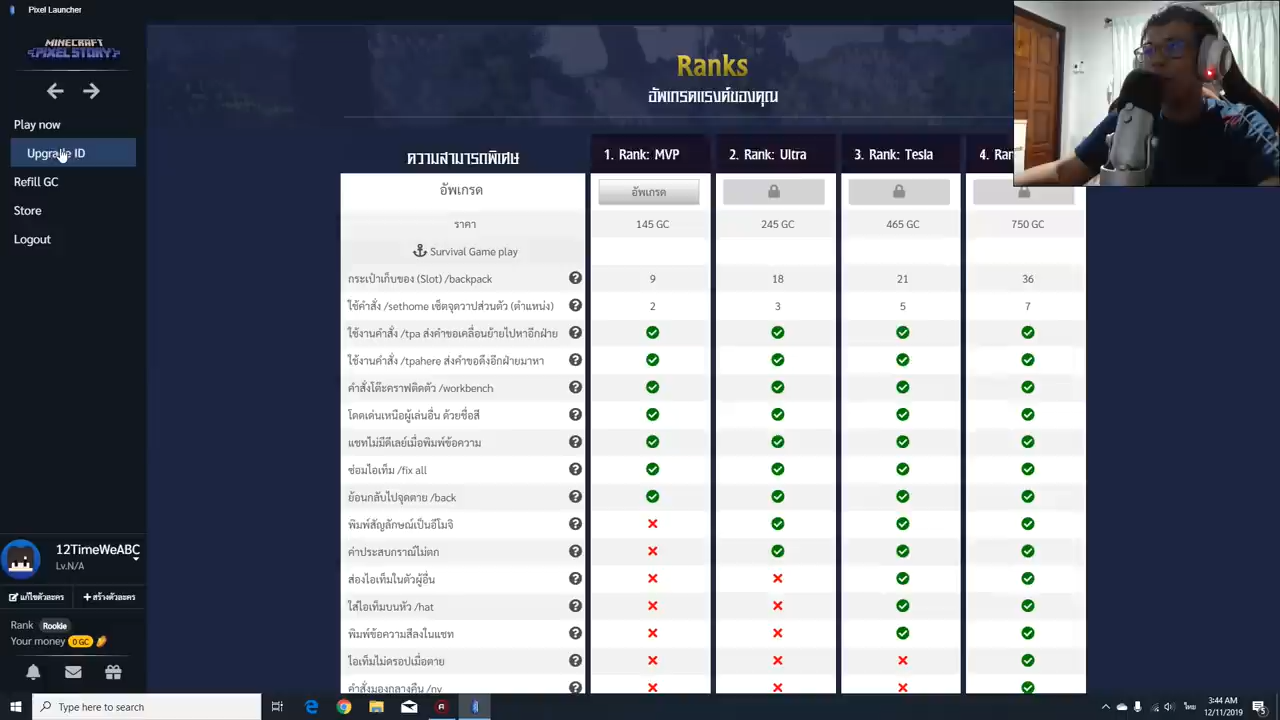 Pixel Launcher
MINECRAFT
PIXEL STORY
Play now
Upgrade ID
Refill GC
Store
Logout
Ranks
อัพเกรดแรงค์ของคุณ
ความสามารถพิเศษ
1. Rank: MVP
2. Rank: Ultra
3. Rank: Tesla
อัพเกรด
อัพเกรด
ราคา
145 GC
245 GC
465 GC
750 GC
Survival Game play
กระเป๋าเก็บของ (Slot) /backpack
9
18
21
36
ใช้คำสั่ง /sethome เซ็ตจุดวาปส่วนตัว (ตำแหน่ง)
2
3
5
7
ใช้งานคำสั่ง /tpa ส่งคำขอเคลื่อนย้ายไปหาอีกฝ่าย
ใช้งานคำสั่ง /tpahere ส่งคำขอดึงอีกฝ่ายมาหา
คำสั่งโต๊ะคราฟติดตัว /workbench
โดดเด่นเหนือผู้เล่นอื่น ด้วยชื่อสี
แชทไม่มีดีเลย์เมื่อพิมพ์ข้อความ
ซ่อมไอเท็ม /fix all
ย้อนกลับไปจุดตาย /back
พิมพ์สัญลักษณ์เป็นอีโมจิ
ค่าประสบการณ์ไม่ตก
ส่องไอเท็มในตัวผู้อื่น
ใส่ไอเท็มบนหัว /hat
พิมพ์ข้อความสีลงในแชท
ไอเท็มไม่ดรอปเมื่อตาย
คำสั่งมองกลางคืน /nv
12TimeWeABC
Lv.N/A
แก้ไขตัวละคร
สร้างตัวละคร
Rank Rookie
Your money 0 GC
Type here to search
ไทย
3:44 AM
12/11/2019
5